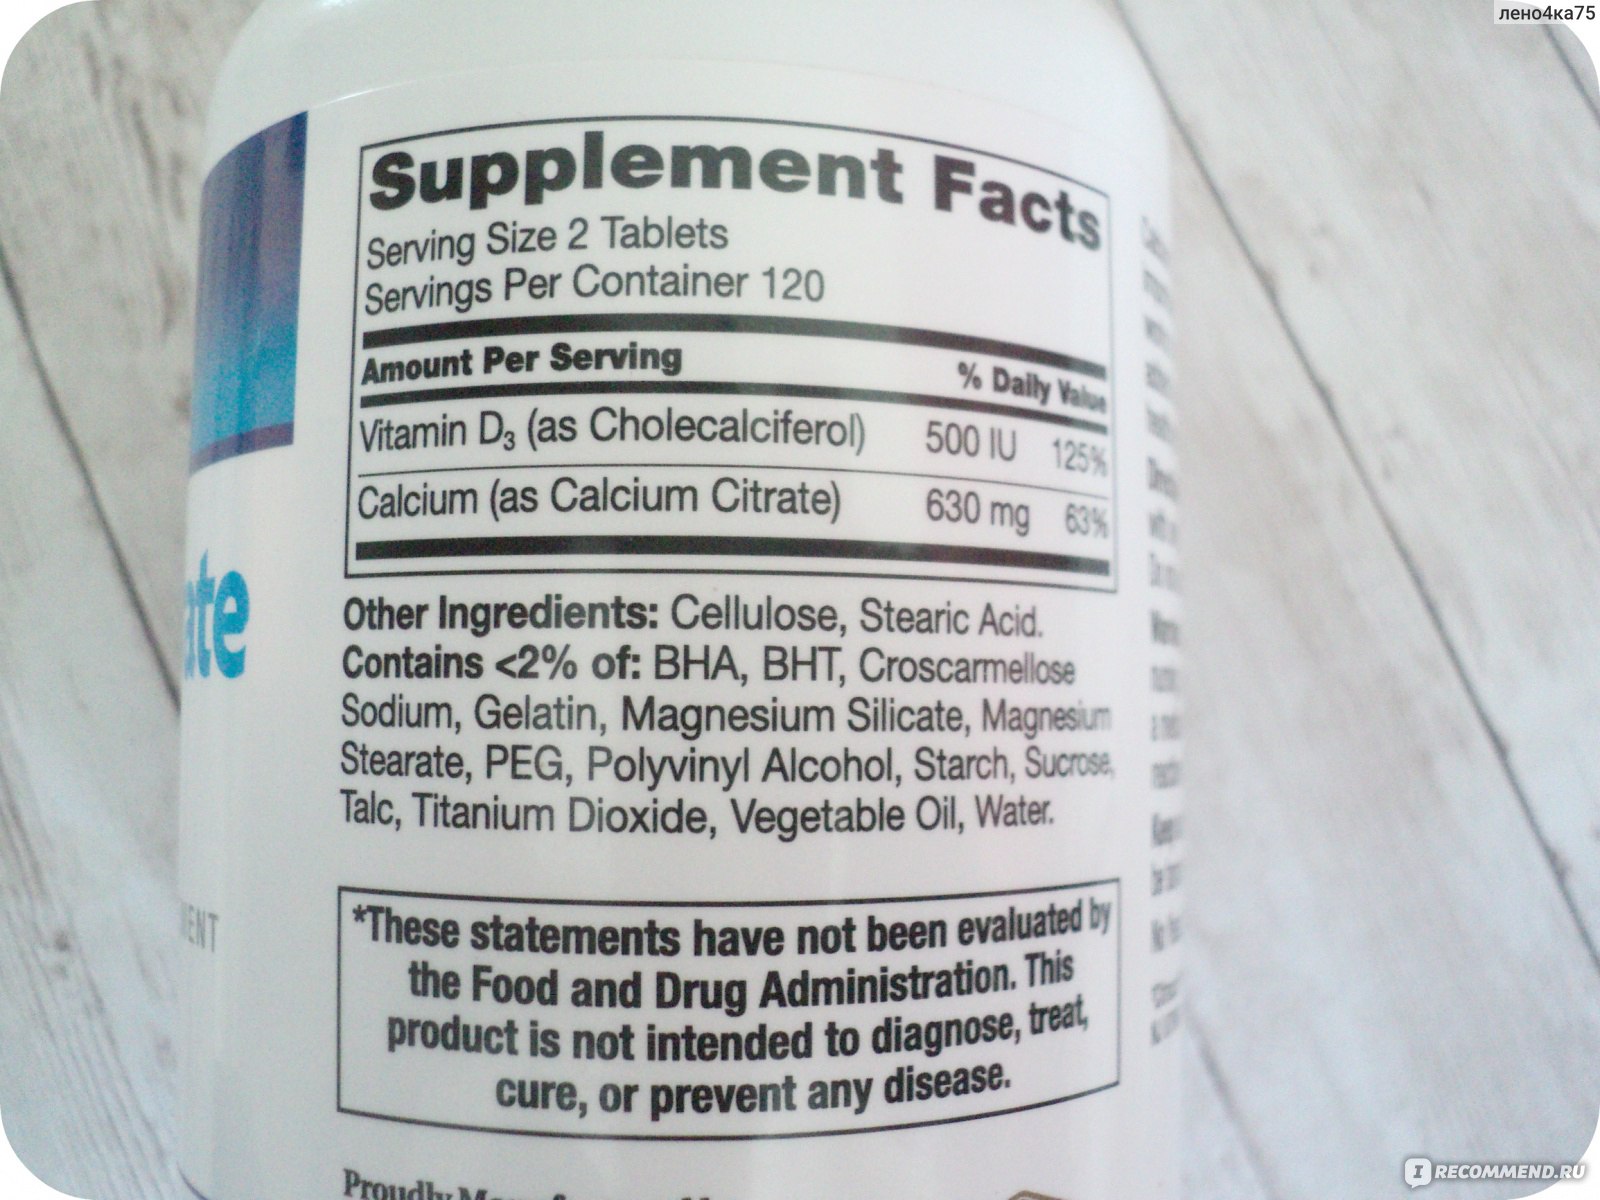 лено4ка75
Supplement Facts
Serving Size 2 Tablets
Servings Per Container 120
Amount Per Serving % Daily Value
Vitamin D3 (as Cholecalciferol) 500 IU 125%
Calcium (as Calcium Citrate) 630 mg 63%
ate
Other Ingredients: Cellulose, Stearic Acid.
Contains <2% of: BHA, BHT, Croscarmellose
Sodium, Gelatin, Magnesium Silicate, Magnesium
Stearate, PEG, Polyvinyl Alcohol, Starch, Sucrose,
Talc, Titanium Dioxide, Vegetable Oil, Water.
MENT
*These statements have not been evaluated by
the Food and Drug Administration. This
product is not intended to diagnose, treat,
cure, or prevent any disease.
Proudly
I RECOMMEND.RU